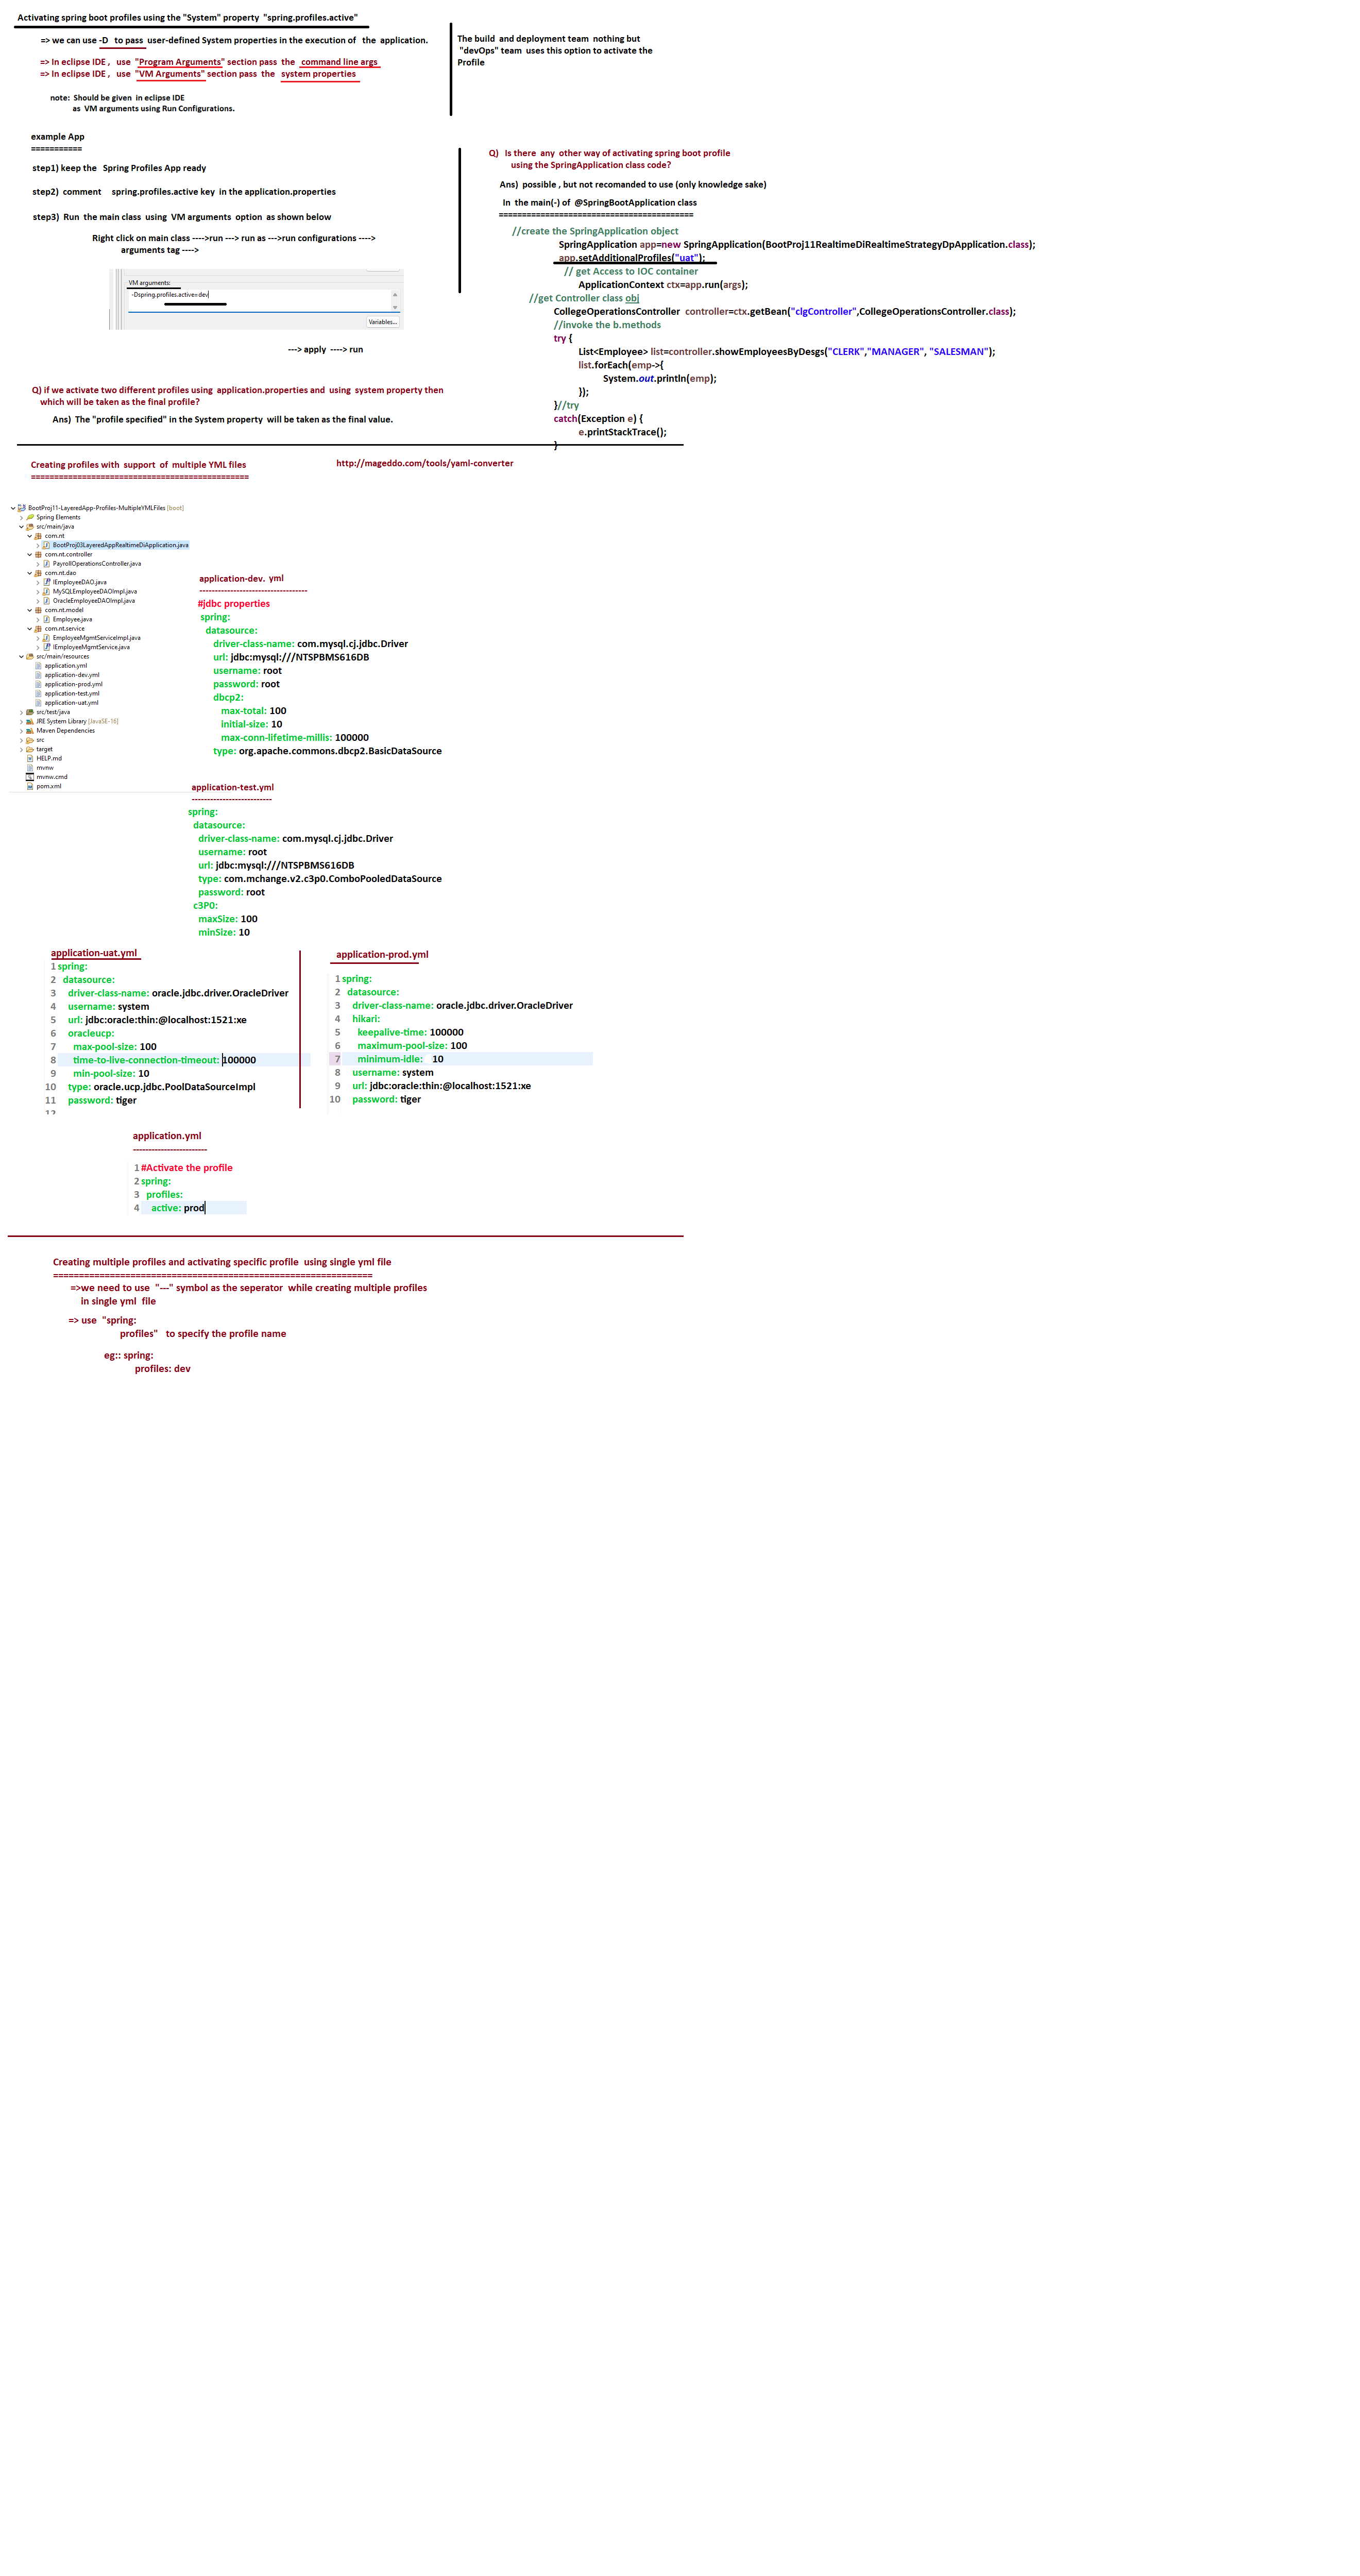 Activating spring boot profiles using the "System" property "spring.profiles.active"
=> we can use -D to pass user-defined System properties in the execution of the application.
=> In eclipse IDE , use "Program Arguments" section pass the command line args
=> In eclipse IDE , use "VM Arguments" section pass the system properties
note: Should be given in eclipse IDE
as VM arguments using Run Configurations.
The build and deployment team nothing but
"devOps" team uses this option to activate the
Profile
example App
===========
step1) keep the Spring Profiles App ready
step2) comment spring.profiles.active key in the application.properties
step3) Run the main class using VM arguments option as shown below
Right click on main class ---->run ---> run as --->run configurations ---->
arguments tag ---->
VM arguments:
-Dspring.profiles.active=dev
Variables...
---> apply ----> run
Q) if we activate two different profiles using application.properties and using system property then
which will be taken as the final profile?
Ans) The "profile specified" in the System property will be taken as the final value.
Q) Is there any other way of activating spring boot profile
using the SpringApplication class code?
Ans) possible , but not recomanded to use (only knowledge sake)
In the main(-) of @SpringBootApplication class
==========================================
//create the SpringApplication object
SpringApplication app=new SpringApplication(BootProj11RealtimeDiRealtimeStrategyDpApplication.class);
app.setAdditionalProfiles("uat");
// get Access to IOC container
ApplicationContext ctx=app.run(args);
//get Controller class obj
CollegeOperationsController controller=ctx.getBean("clgController",CollegeOperationsController.class);
//invoke the b.methods
try {
List<Employee> list=controller.showEmployeesByDesgs("CLERK","MANAGER", "SALESMAN");
list.forEach(emp->{
System.out.println(emp);
});
}//try
catch(Exception e) {
e.printStackTrace();
}
Creating profiles with support of multiple YML files
===============================================
http://mageddo.com/tools/yaml-converter
BootProj11-LayeredApp-Profiles-MultipleYMLFiles [boot]
Spring Elements
src/main/java
com.nt
BootProj03LayeredAppRealtimeDiApplication.java
com.nt.controller
PayrollOperationsController.java
com.nt.dao
IEmployeeDAO.java
MySQLEmployeeDAOImpl.java
OracleEmployeeDAOImpl.java
com.nt.model
Employee.java
com.nt.service
EmployeeMgmtServiceImpl.java
IEmployeeMgmtService.java
src/main/resources
application.yml
application-dev.yml
application-prod.yml
application-test.yml
application-uat.yml
src/test/java
JRE System Library [JavaSE-16]
Maven Dependencies
src
target
HELP.md
mvnw
mvnw.cmd
pom.xml
application-dev. yml
-----------------------------------
#jdbc properties
spring:
datasource:
driver-class-name: com.mysql.cj.jdbc.Driver
url: jdbc:mysql:///NTSPBMS616DB
username: root
password: root
dbcp2:
max-total: 100
initial-size: 10
max-conn-lifetime-millis: 100000
type: org.apache.commons.dbcp2.BasicDataSource
application-test.yml
--------------------------
spring:
datasource:
driver-class-name: com.mysql.cj.jdbc.Driver
username: root
url: jdbc:mysql:///NTSPBMS616DB
type: com.mchange.v2.c3p0.ComboPooledDataSource
password: root
c3P0:
maxSize: 100
minSize: 10
application-uat.yml
1 spring:
2 datasource:
3 driver-class-name: oracle.jdbc.driver.OracleDriver
4 username: system
5 url: jdbc:oracle:thin:@localhost:1521:xe
6 oracleucp:
7 max-pool-size: 100
8 time-to-live-connection-timeout: 100000
9 min-pool-size: 10
10 type: oracle.ucp.jdbc.PoolDataSourceImpl
11 password: tiger
12
application-prod.yml
1 spring:
2 datasource:
3 driver-class-name: oracle.jdbc.driver.OracleDriver
4 hikari:
5 keepalive-time: 100000
6 maximum-pool-size: 100
7 minimum-idle: 10
8 username: system
9 url: jdbc:oracle:thin:@localhost:1521:xe
10 password: tiger
application.yml
------------------------
1 #Activate the profile
2 spring:
3 profiles:
4 active: prod
Creating multiple profiles and activating specific profile using single yml file
==============================================================
=>we need to use "---" symbol as the seperator while creating multiple profiles
in single yml file
=> use "spring:
profiles" to specify the profile name
eg:: spring:
profiles: dev